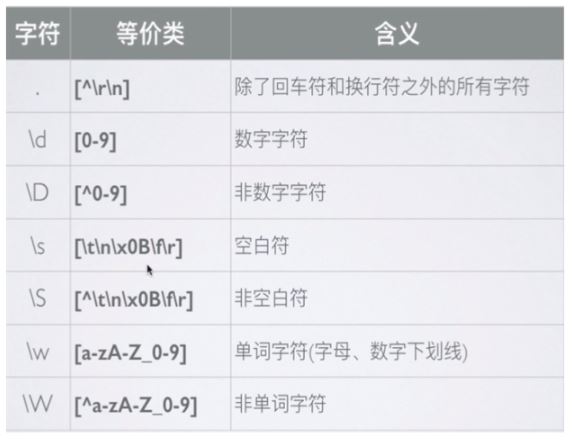 字符 等价类 含义
. [^\r\n] 除了回车符和换行符之外的所有字符
\d [0-9] 数字字符
\D [^0-9] 非数字字符
\s [\t\n\x0B\f\r] 空白符
\S [^\t\n\x0B\f\r] 非空白符
\w [a-zA-Z_0-9] 单词字符(字母、数字下划线)
\W [^a-zA-Z_0-9] 非单词字符